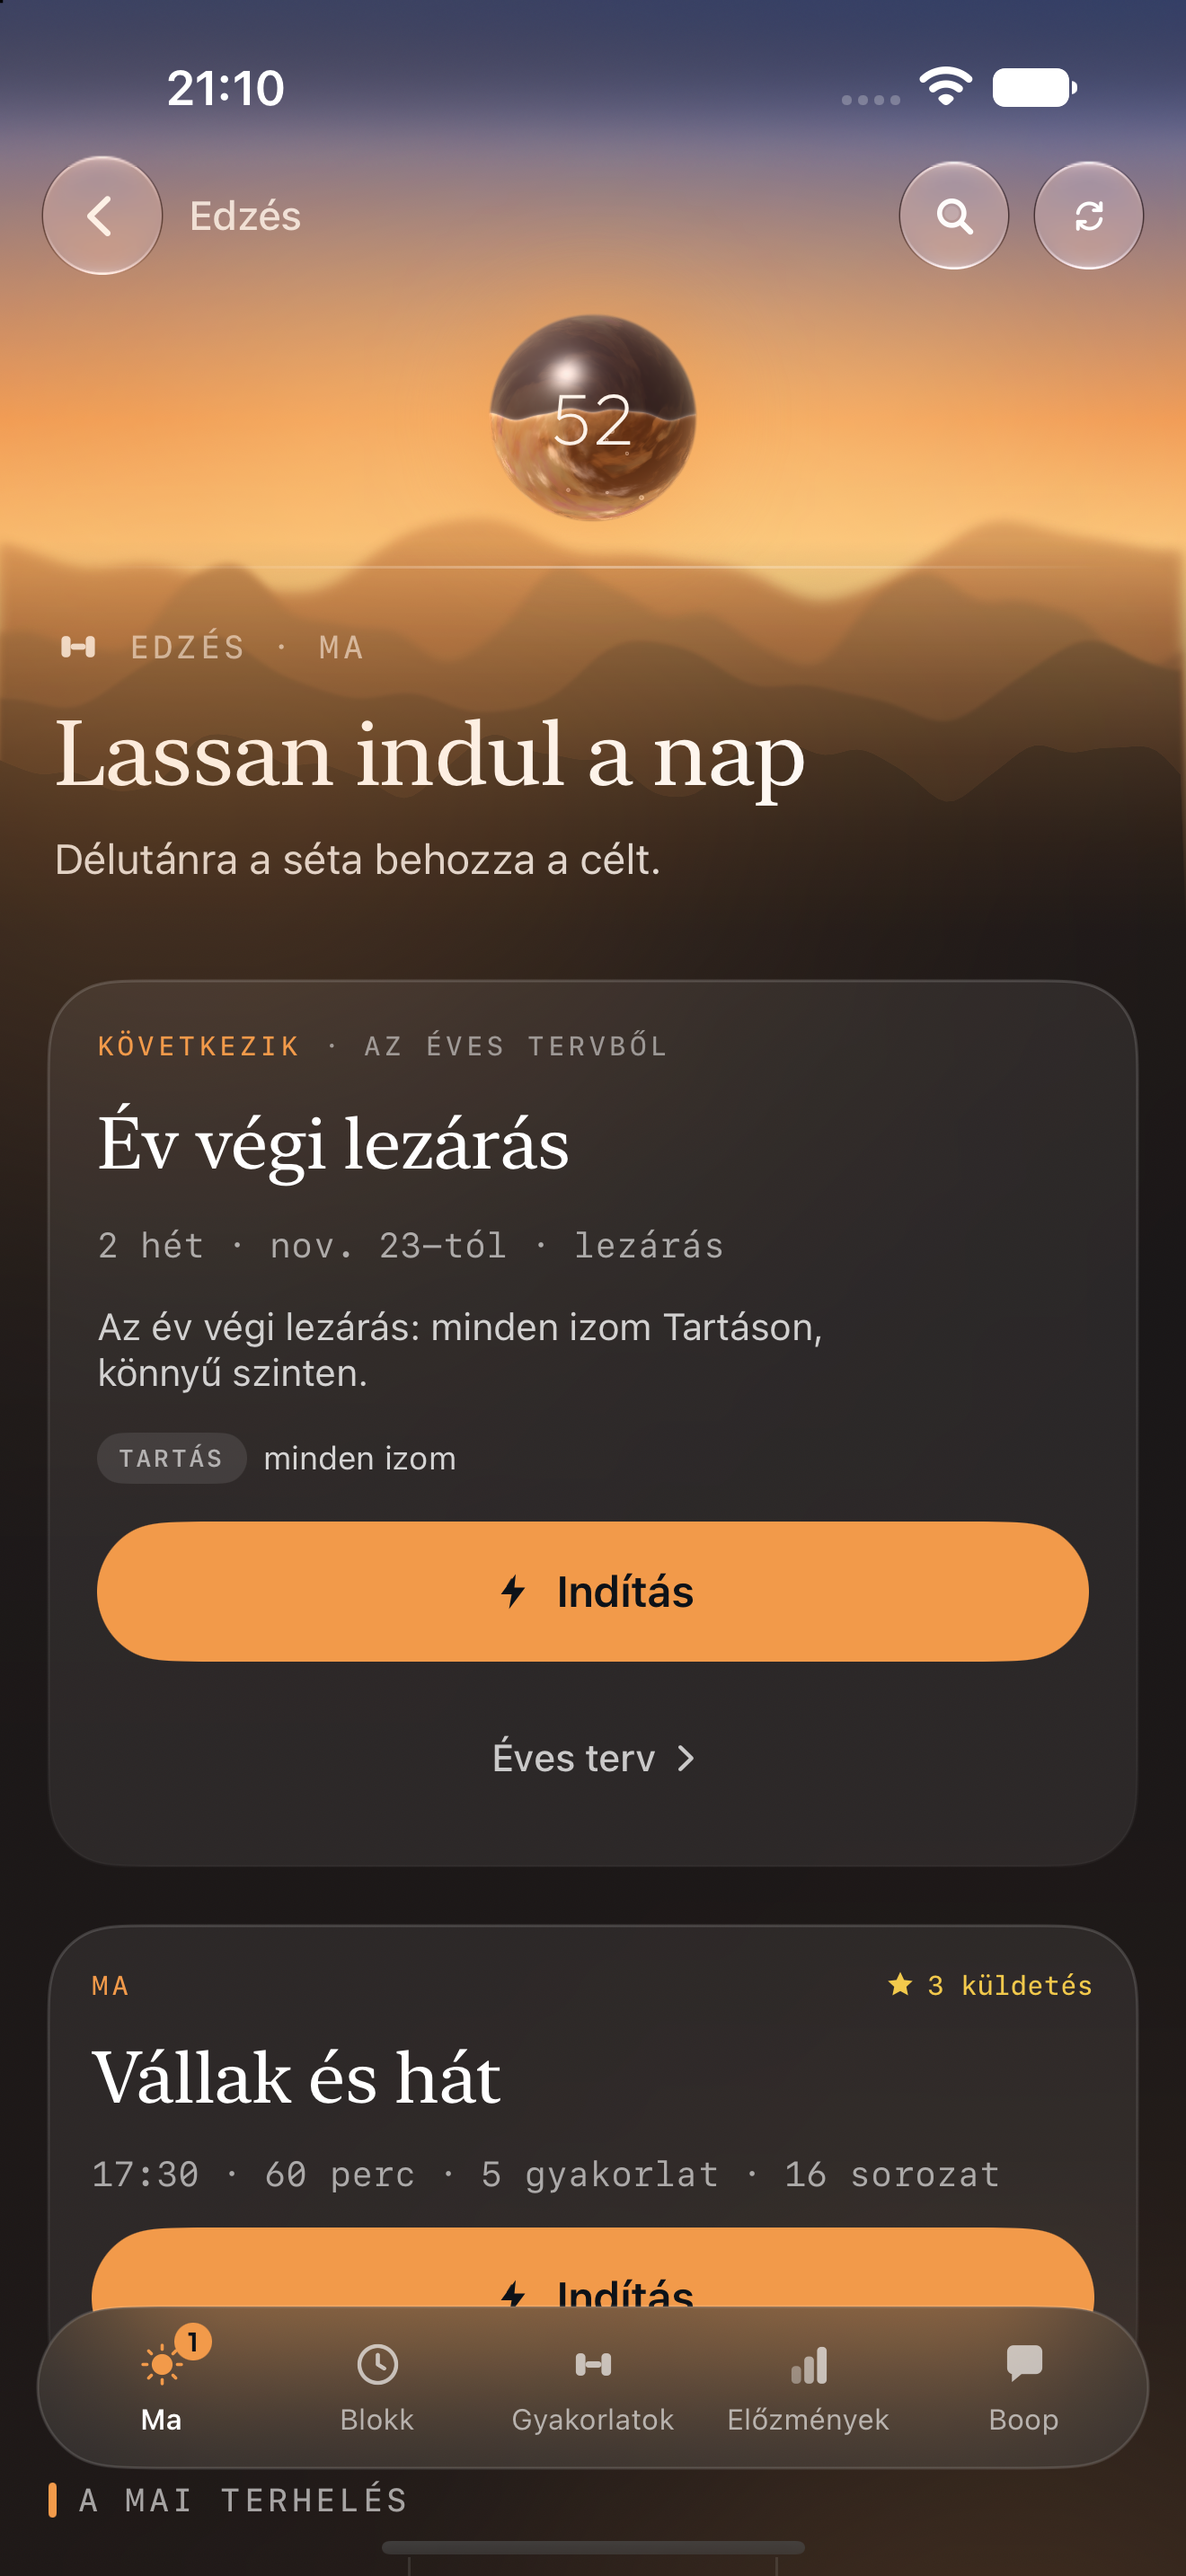 21:10
Edzés
52
EDZÉS · MA
Lassan indul a nap
Délutánra a séta behozza a célt.
KÖVETKEZIK · AZ ÉVES TERVBŐL
Év végi lezárás
2 hét · nov. 23–tól · lezárás
Az év végi lezárás: minden izom Tartáson,
könnyű szinten.
TARTÁS minden izom
Indítás
Éves terv
MA
3 küldetés
Vállak és hát
17:30 · 60 perc · 5 gyakorlat · 16 sorozat
Indítás
1
Ma
Blokk
Gyakorlatok
Előzmények
Boop
A MAI TERHELÉS